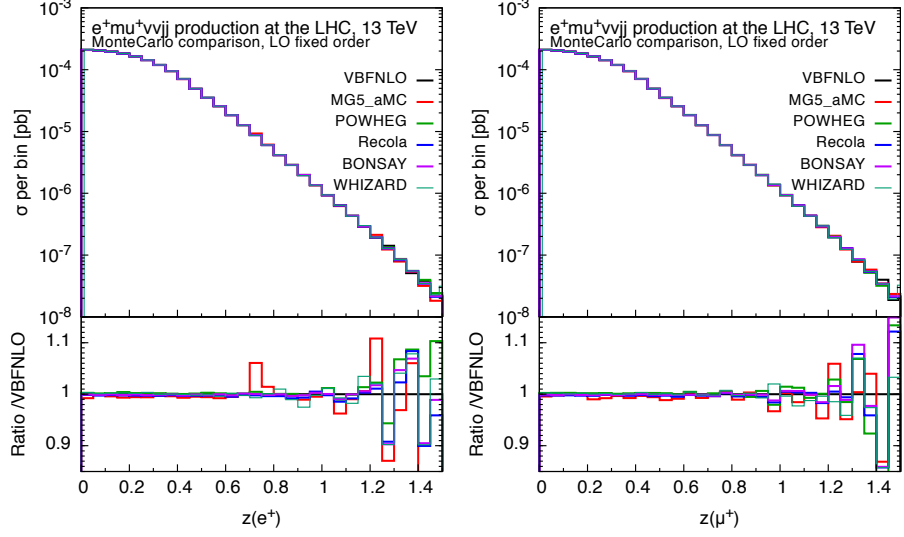 e⁺mu⁺vvjj production at the LHC, 13 TeV
MonteCarlo comparison, LO fixed order
VBFNLO
MG5_aMC
POWHEG
Recola
BONSAY
WHIZARD
σ per bin [pb]
10⁻³
10⁻⁴
10⁻⁵
10⁻⁶
10⁻⁷
10⁻⁸
Ratio /VBFNLO
1.1
1
0.9
0 0.2 0.4 0.6 0.8 1 1.2 1.4
z(e⁺)
e⁺mu⁺vvjj production at the LHC, 13 TeV
MonteCarlo comparison, LO fixed order
VBFNLO
MG5_aMC
POWHEG
Recola
BONSAY
WHIZARD
σ per bin [pb]
10⁻³
10⁻⁴
10⁻⁵
10⁻⁶
10⁻⁷
10⁻⁸
Ratio /VBFNLO
1.1
1
0.9
0 0.2 0.4 0.6 0.8 1 1.2 1.4
z(μ⁺)